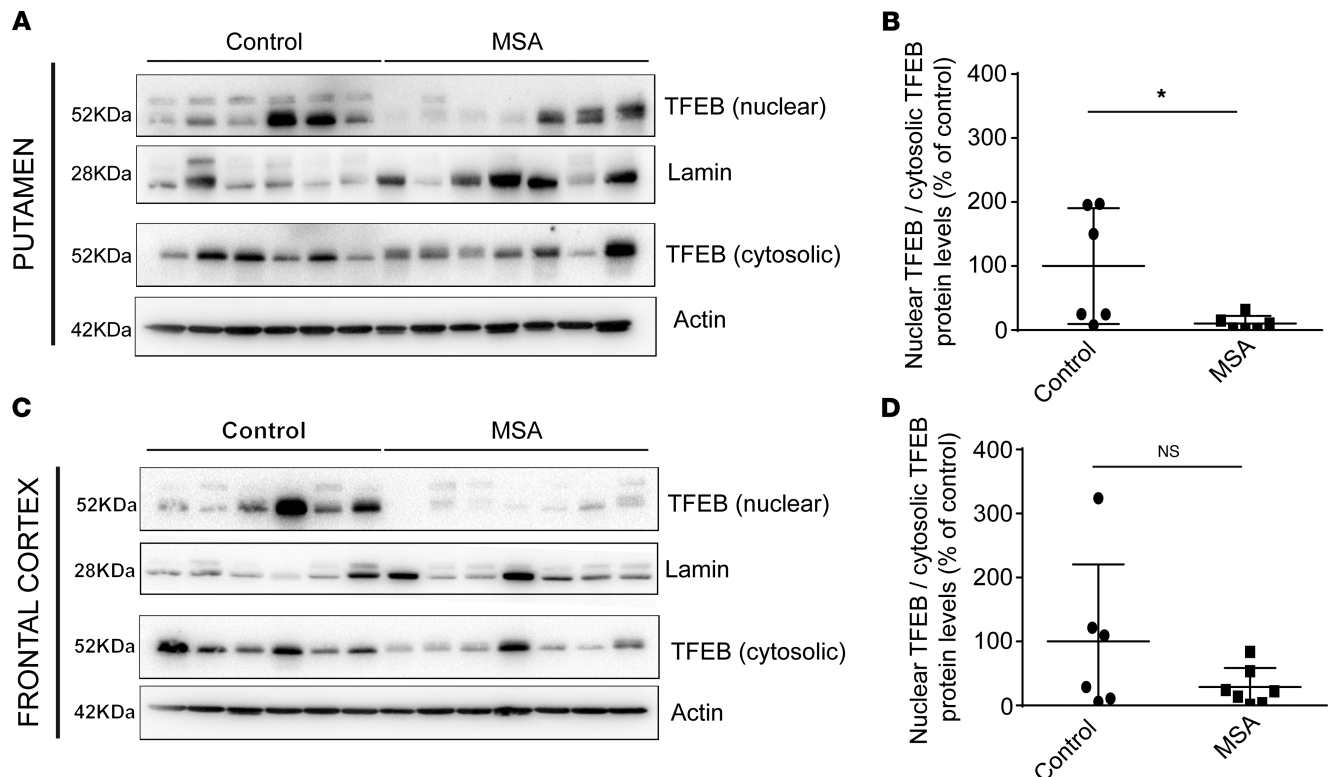 A
Control
MSA
PUTAMEN
52KDa
TFEB (nuclear)
28KDa
Lamin
52KDa
TFEB (cytosolic)
42KDa
Actin
B
Nuclear TFEB / cytosolic TFEB
protein levels (% of control)
400
300
200
100
0
*
Control
MSA
C
Control
MSA
FRONTAL CORTEX
52KDa
TFEB (nuclear)
28KDa
Lamin
52KDa
TFEB (cytosolic)
42KDa
Actin
D
Nuclear TFEB / cytosolic TFEB
protein levels (% of control)
400
300
200
100
0
NS
Control
MSA